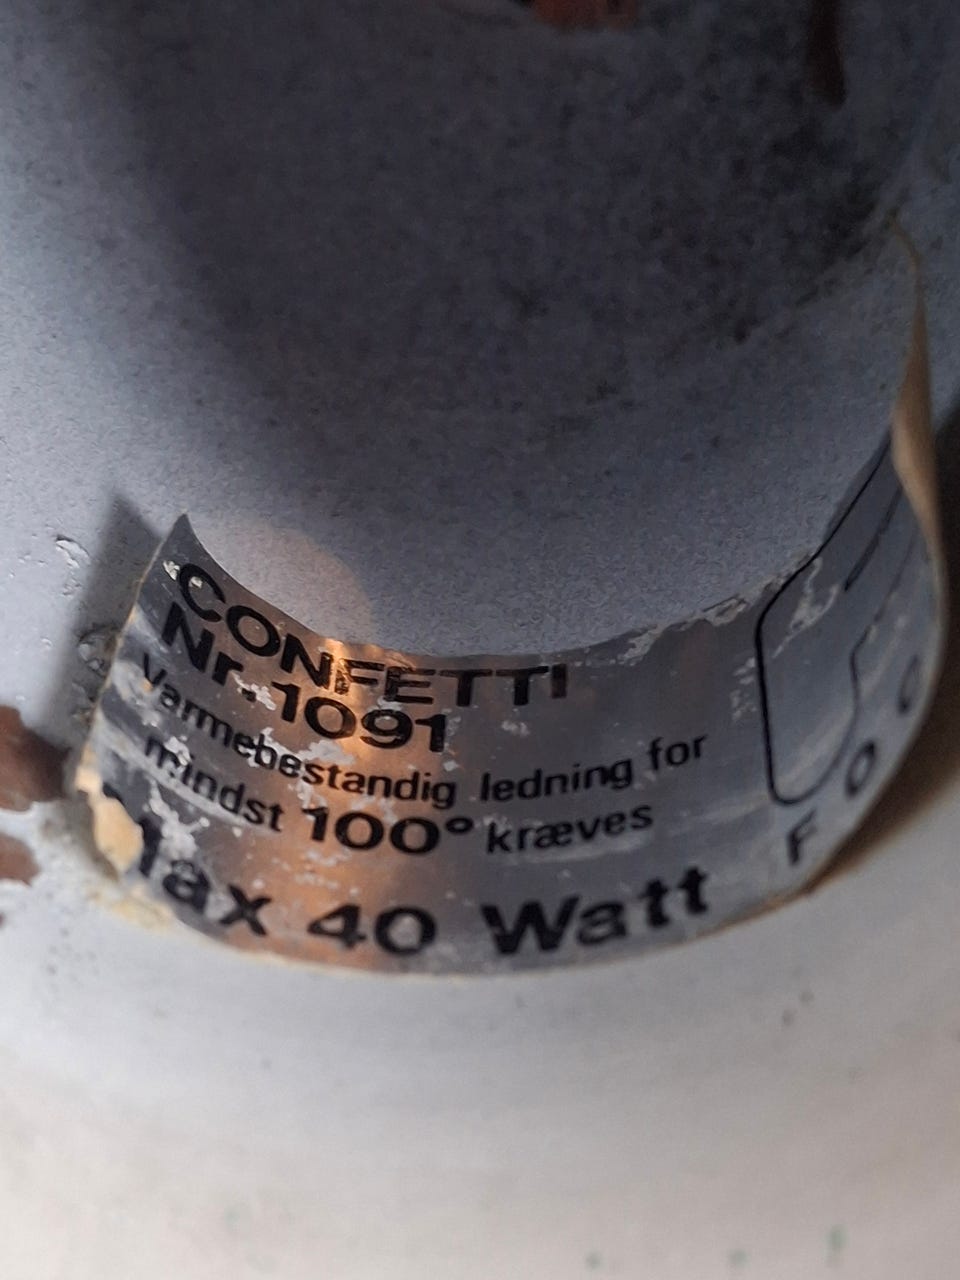 CONFETTI
Nr. 1091
Varmebestandig ledning for
mindst 100° kræves
Max 40 Watt